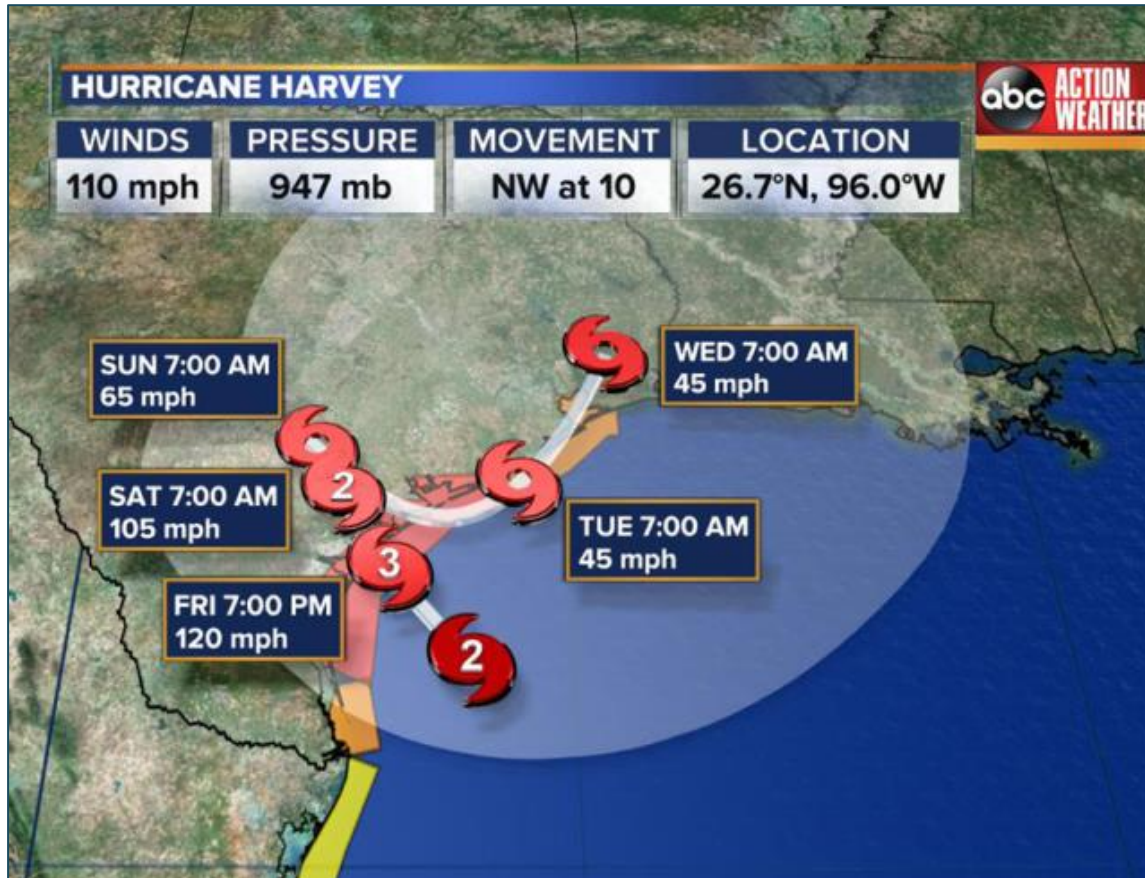 HURRICANE HARVEY
abc ACTION
WEATHER
WINDS PRESSURE MOVEMENT LOCATION
110 mph 947 mb NW at 10 26.7°N, 96.0°W
SUN 7:00 AM
65 mph
WED 7:00 AM
45 mph
2
SAT 7:00 AM
105 mph
TUE 7:00 AM
45 mph
3
FRI 7:00 PM
120 mph
2